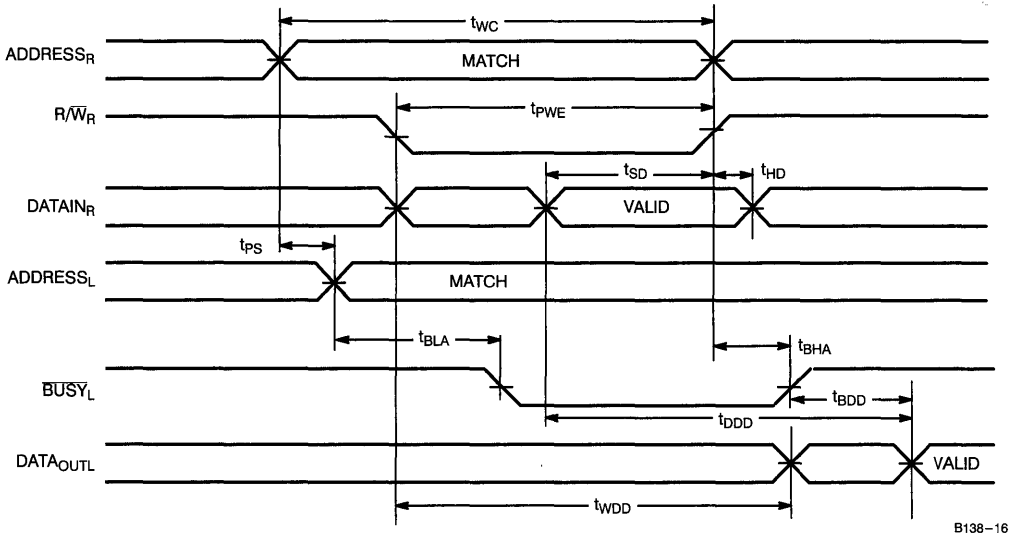 tWC
ADDRESSR
MATCH
R/W̅R
tPWE
tSD
tHD
DATAINR
VALID
tPS
ADDRESSL
MATCH
tBLA
tBHA
B̅U̅S̅Y̅L
tBDD
tDDD
DATAOUTL
VALID
tWDD
B138–16